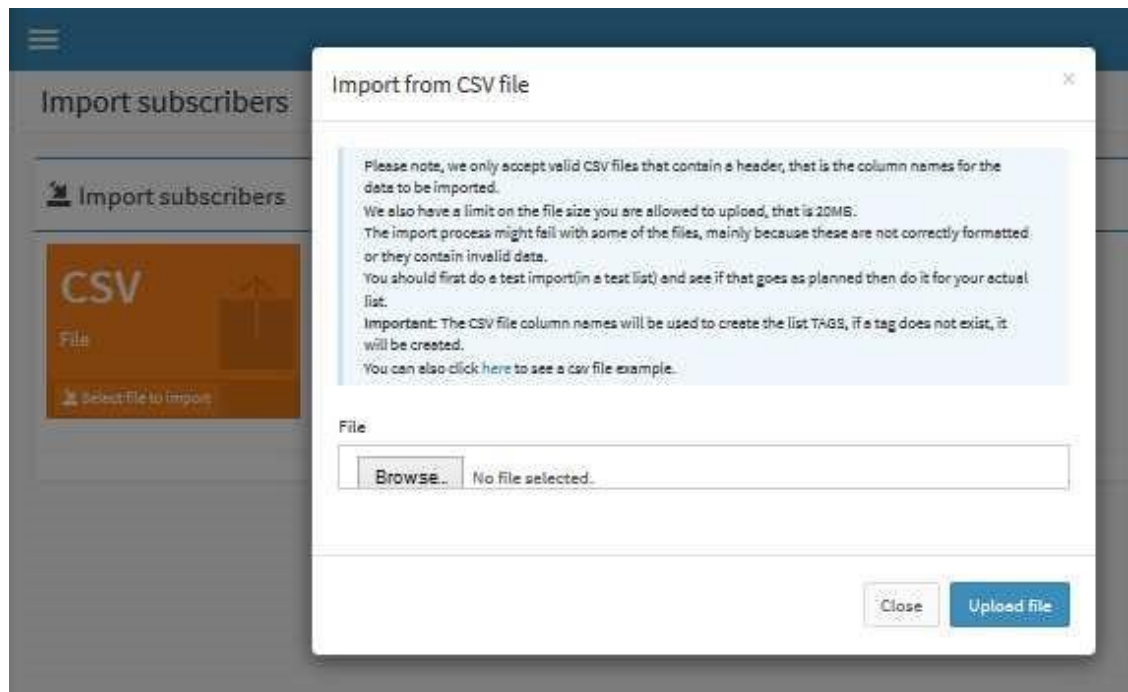 Import subscribers
Import subscribers
CSV
File
Select file to import
Import from CSV file
×
Please note, we only accept valid CSV files that contain a header, that is the column names for the
data to be imported.
We also have a limit on the file size you are allowed to upload, that is 20MB.
The import process might fail with some of the files, mainly because these are not correctly formatted
or they contain invalid data.
You should first do a test import(in a test list) and see if that goes as planned then do it for your actual
list.
Important: The CSV file column names will be used to create the list TAGS, if a tag does not exist, it
will be created.
You can also click here to see a csv file example.
File
Browse..
No file selected.
Close
Upload file